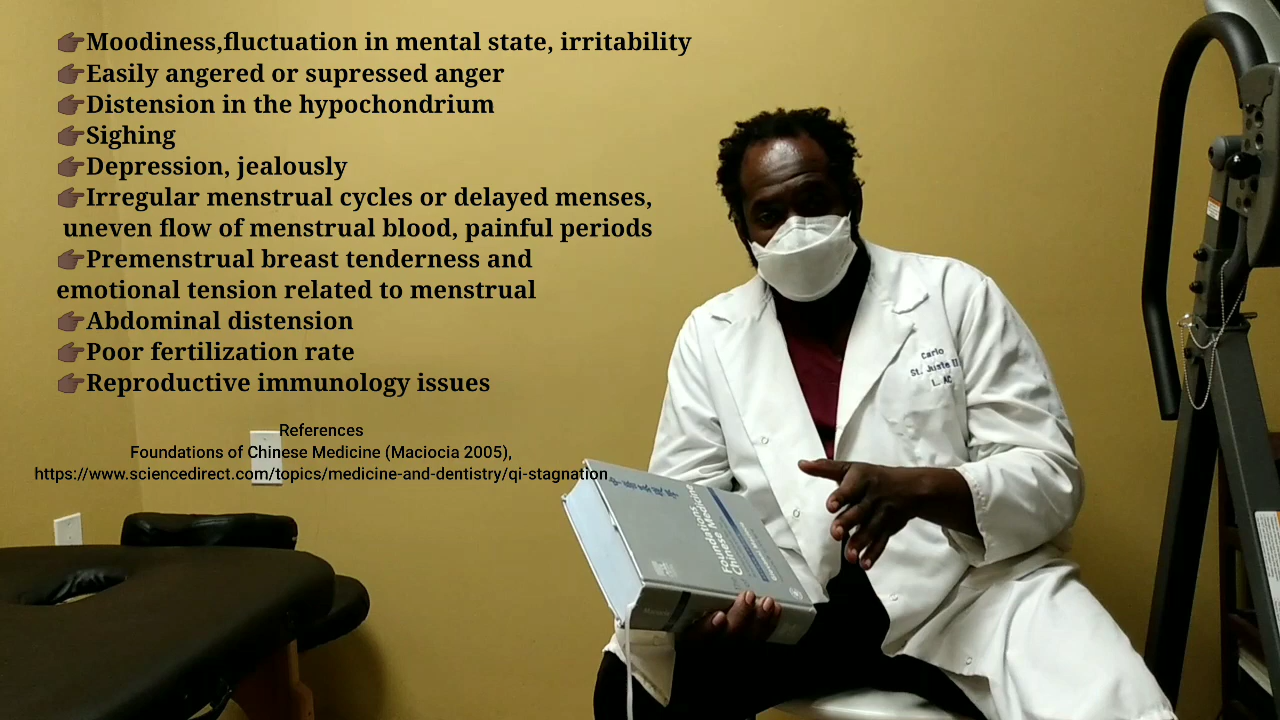 👉🏿Moodiness,fluctuation in mental state, irritability
👉🏿Easily angered or supressed anger
👉🏿Distension in the hypochondrium
👉🏿Sighing
👉🏿Depression, jealously
👉🏿Irregular menstrual cycles or delayed menses,
uneven flow of menstrual blood, painful periods
👉🏿Premenstrual breast tenderness and
emotional tension related to menstrual
👉🏿Abdominal distension
👉🏿Poor fertilization rate
👉🏿Reproductive immunology issues
References
Foundations of Chinese Medicine (Maciocia 2005),
https://www.sciencedirect.com/topics/medicine-and-dentistry/qi-stagnation
Carlo
St. Juste II
L. AC
Foundations of
Chinese Medicine